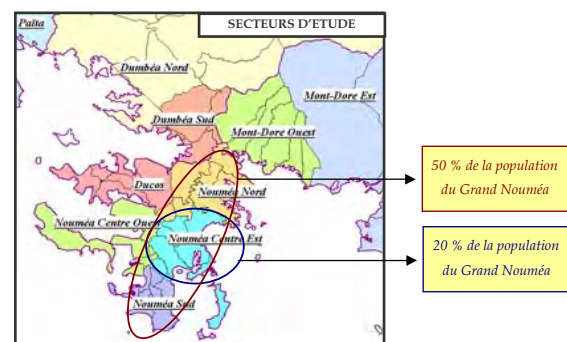 SECTEURS D'ETUDE
Païta
Dumbéa Nord
Mont-Dore Est
Dumbéa Sud
Mont-Dore Ouest
Ducos
Nouméa Nord
Nouméa Centre Ouest
Nouméa Centre Est
Nouméa Sud
50 % de la population
du Grand Nouméa
20 % de la population
du Grand Nouméa